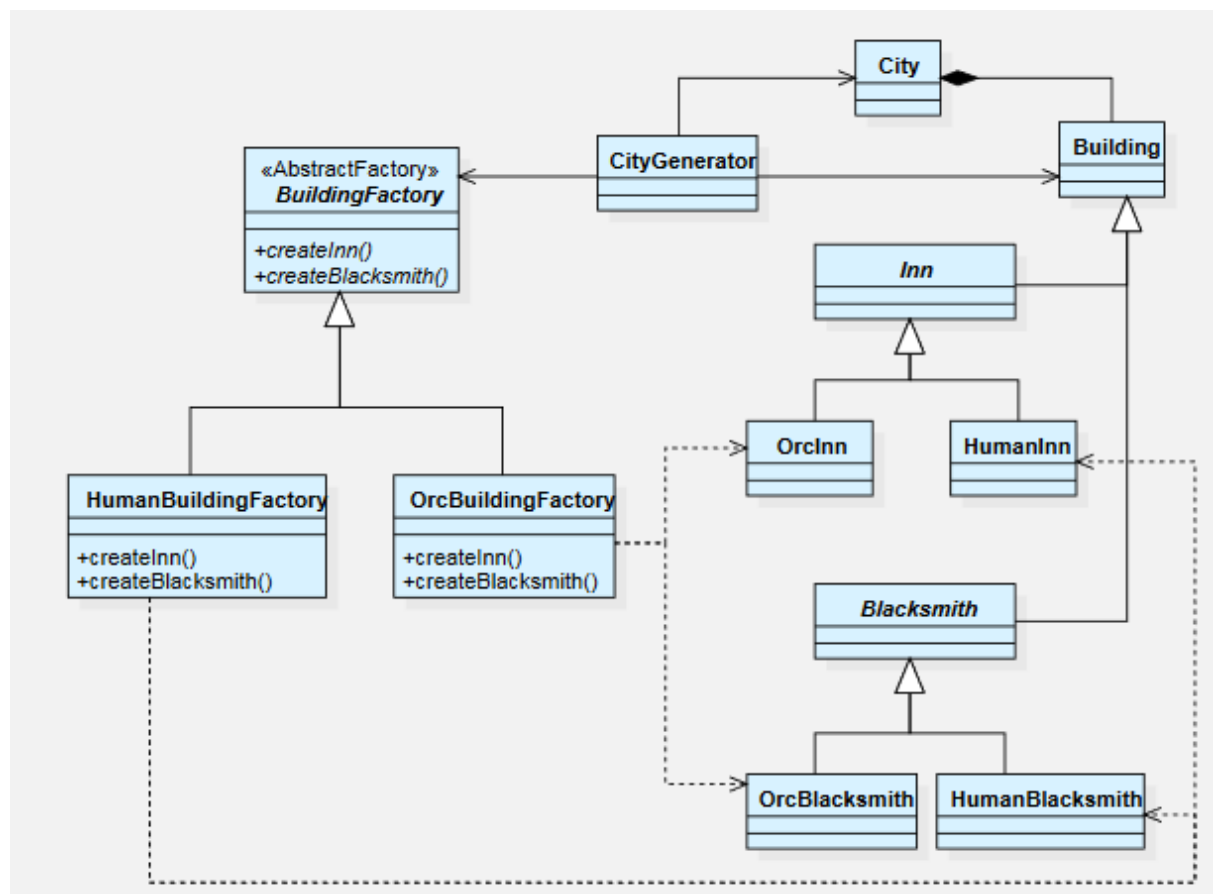 City
CityGenerator
Building
«AbstractFactory»
BuildingFactory
+createInn()
+createBlacksmith()
Inn
OrcInn
HumanInn
HumanBuildingFactory
+createInn()
+createBlacksmith()
OrcBuildingFactory
+createInn()
+createBlacksmith()
Blacksmith
OrcBlacksmith
HumanBlacksmith